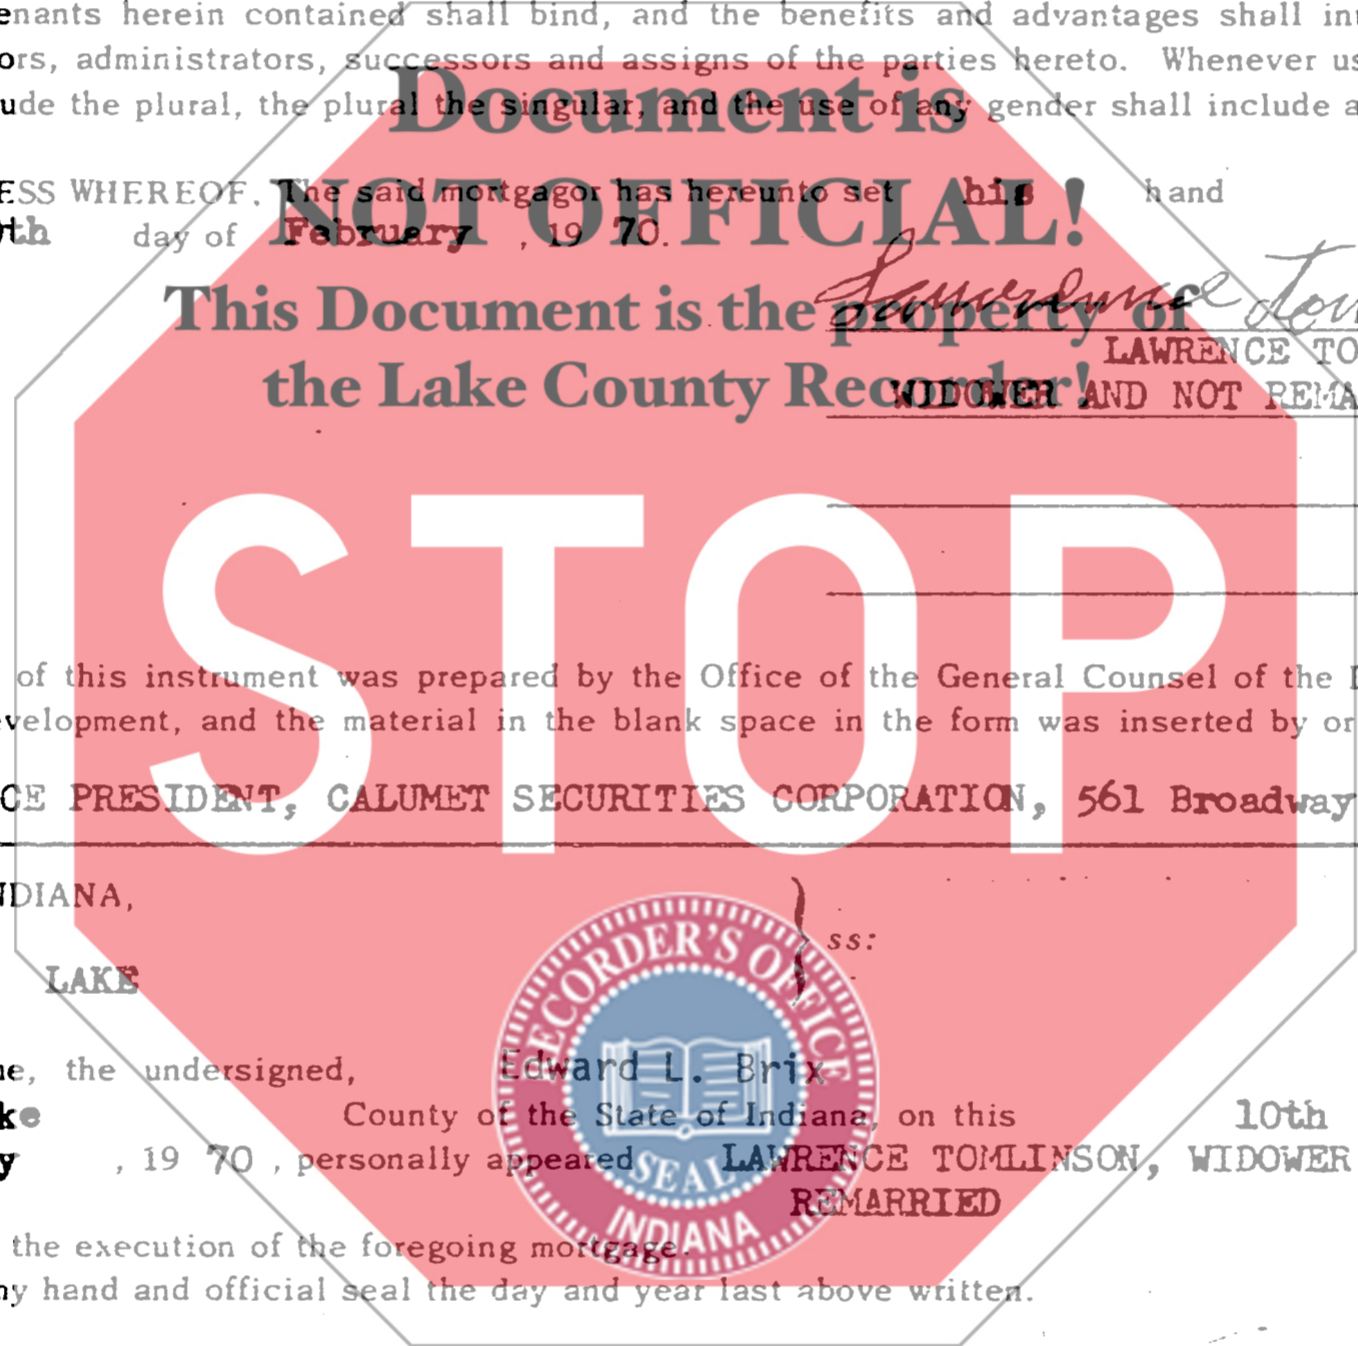 enants herein contained shall bind, and the benefits and advantages shall in
ors, administrators, successors and assigns of the parties hereto. Whenever us
ude the plural, the plural the singular, and the use of any gender shall include a
Document is
ESS WHEREOF, The said mortgagor has hereunto set his hand
NOT OFFICIAL!
th day of February , 19 70.
This Document is the property of
Lawrence Tom
LAWRENCE TO
the Lake County Recorder!
WIDOWER AND NOT REMA
STOP
of this instrument was prepared by the Office of the General Counsel of the
velopment, and the material in the blank space in the form was inserted by or
CE PRESIDENT, CALUMET SECURITIES CORPORATION, 561 Broadway
NDIANA,
ss:
LAKE
RECORDER'S OFFICE
e, the undersigned, Edward L. Brix
ke County of the State of Indiana, on this 10th
y , 19 70 , personally appeared LAWRENCE TOMLINSON, WIDOWER
SEAL
REMARRIED
INDIANA
the execution of the foregoing mortgage.
my hand and official seal the day and year last above written.